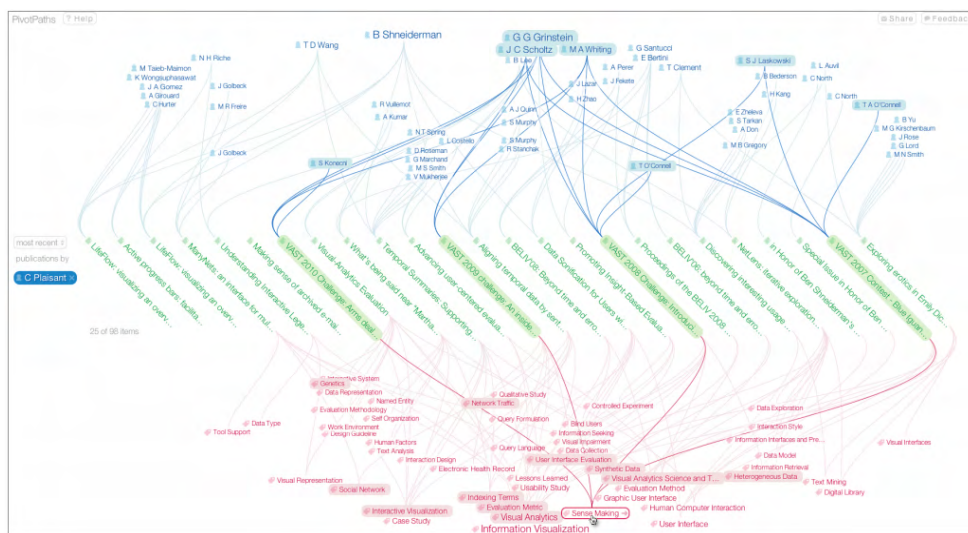 PivotPaths
? Help
Share
Feedback
B Shneiderman
G G Grinstein
T D Wang
J C Scholtz
M A Whiting
G Santucci
E Bertini
N H Riche
B Lee
S J Laskowski
L Auvil
M Taieb-Maimon
A Perer
T Clement
B Bederson
C North
K Wongsuphasawat
J Golbeck
J Lazar
J Fekete
J A Gomez
H Kang
A Girouard
H Zhao
C North
C Hurter
M R Freire
R Vuillemot
A J Quinn
T A O'Connell
A Kumar
E Zheleva
S Murphy
S Tarkan
B Yu
N T Spring
A Don
M G Kirschenbaum
L Costello
S Murphy
J Rose
J Golbeck
D Roseman
R Stanchak
M B Gregory
G Lord
S Konecni
G Marchand
T O'Connell
M N Smith
M S Smith
V Mukherjee
most recent
publications by
C Plaisant
25 of 98 items
LifeFlow: visualizing an overv...
Active progress bars: facilita...
LifeFlow: visualizing an overv...
ManyNets: an interface for mul...
Understanding Interactive Lege...
Making sense of archived e-mai...
VAST 2010 Challenge: Arms deal...
Visual Analytics Evaluation
What's being said near "Martha...
Temporal Summaries: Supporting...
Advancing user-centered evalua...
VAST 2009 Challenge: An inside...
Aligning temporal data by sent...
BELIV'08: Beyond time and erro...
Data Sonification for Users wi...
Promoting Insight-Based Evalua...
VAST 2008 Challenge: Introduci...
Proceedings of the BELIV 2008...
BELIV'06: beyond time and erro...
Discovering interesting usage...
NetLens: iterative exploration...
in Honor of Ben Shneiderman's...
Special Issue in Honor of Ben...
VAST 2007 Contest - Blue Iguan...
Exploring erotics in Emily Dic...
Interactive System
Genetics
Data Representation
Qualitative Study
Named Entity
Network Traffic
Controlled Experiment
Data Exploration
Evaluation Methodology
Self Organization
Query Formulation
Blind Users
Data Type
Work Environment
Interaction Style
Tool Support
Design Guideline
Information Seeking
Human Factors
Visual Impairment
Information Interfaces and Pre...
Visual Interfaces
Text Analysis
Query Language
Data Collection
Interaction Design
User Interface Evaluation
Data Model
Electronic Health Record
Synthetic Data
Information Retrieval
Visual Representation
Lessons Learned
Visual Analytics Science and T...
Heterogeneous Data
Text Mining
Social Network
Usability Study
Evaluation Method
Digital Library
Indexing Terms
Graphic User Interface
Interactive Visualization
Evaluation Metric
Human Computer Interaction
Case Study
Visual Analytics
Sense Making
Information Visualization
User Interface